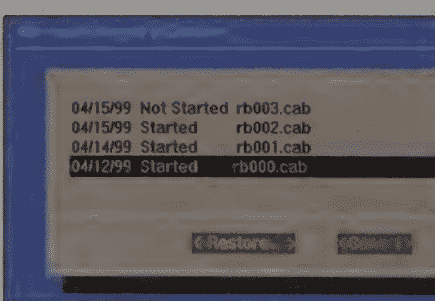 04/15/99 Not Started rb003.cab
04/15/99 Started rb002.cab
04/14/99 Started rb001.cab
04/12/99 Started rb000.cab
<Restore... >